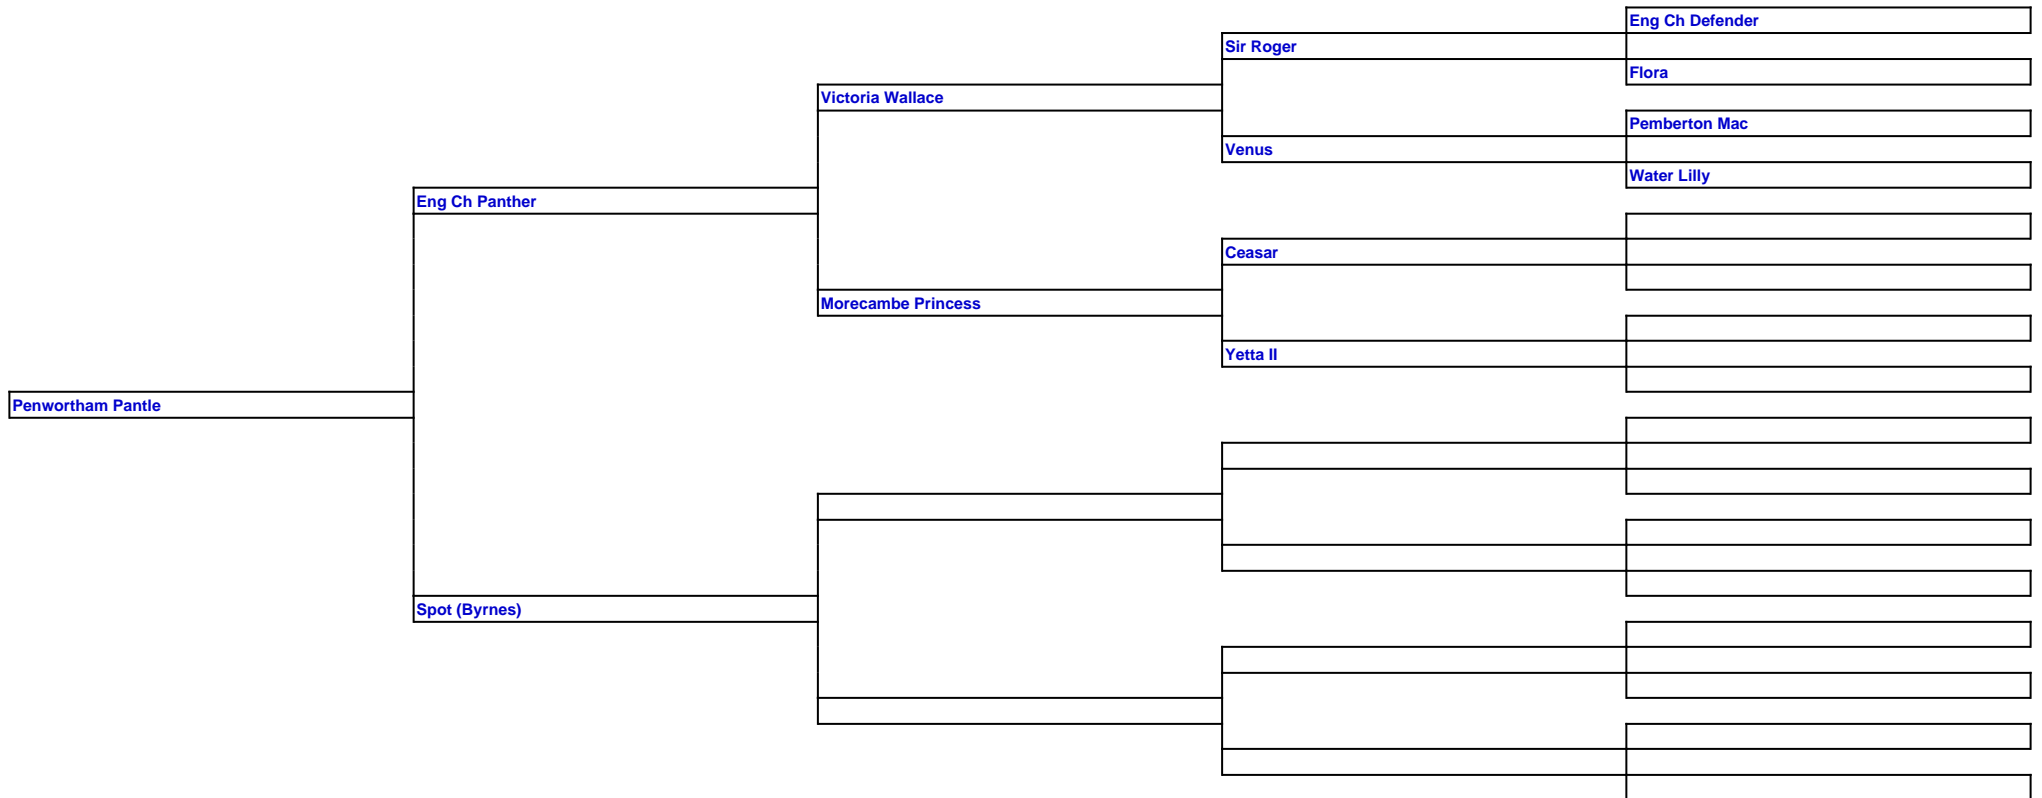 Eng Ch Defender
Sir Roger
Flora
Victoria Wallace
Pemberton Mac
Venus
Water Lilly
Eng Ch Panther
Ceasar
Morecambe Princess
Yetta II
Penwortham Pantle
Spot (Byrnes)